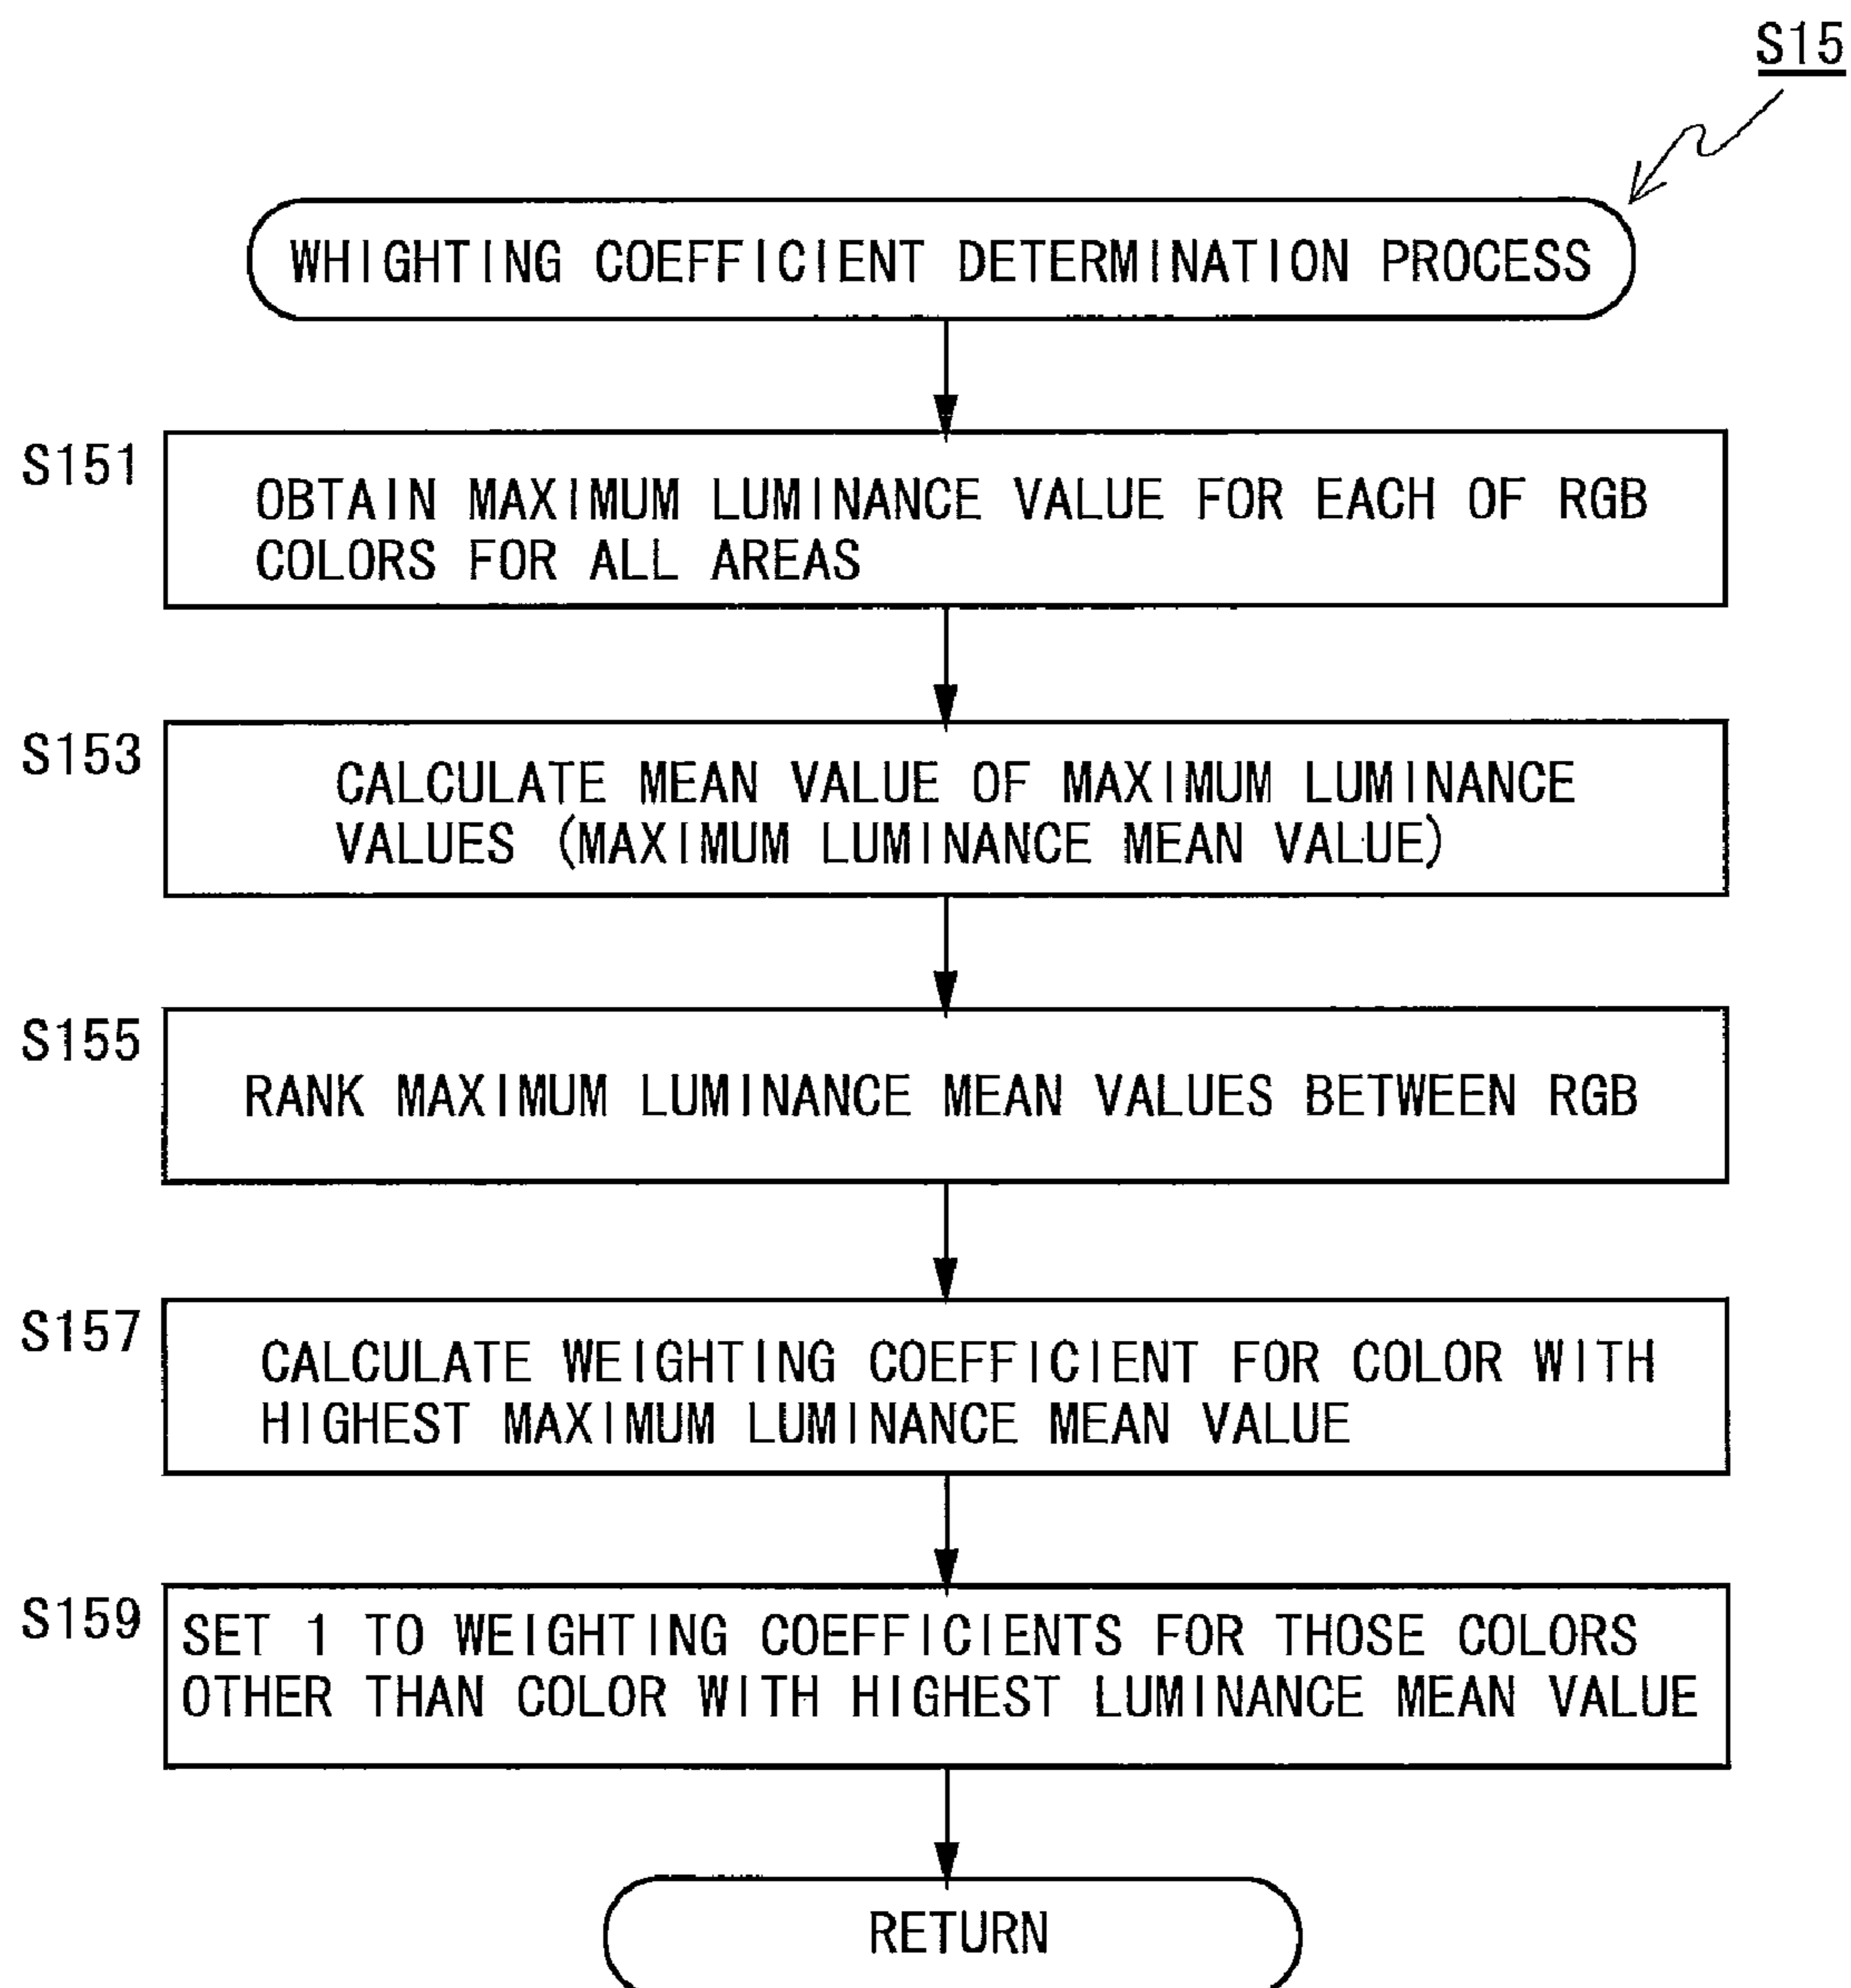 S15
WHIGHTING COEFFICIENT DETERMINATION PROCESS
S151
OBTAIN MAXIMUM LUMINANCE VALUE FOR EACH OF RGB
COLORS FOR ALL AREAS
S153
CALCULATE MEAN VALUE OF MAXIMUM LUMINANCE
VALUES (MAXIMUM LUMINANCE MEAN VALUE)
S155
RANK MAXIMUM LUMINANCE MEAN VALUES BETWEEN RGB
S157
CALCULATE WEIGHTING COEFFICIENT FOR COLOR WITH
HIGHEST MAXIMUM LUMINANCE MEAN VALUE
S159
SET 1 TO WEIGHTING COEFFICIENTS FOR THOSE COLORS
OTHER THAN COLOR WITH HIGHEST LUMINANCE MEAN VALUE
RETURN